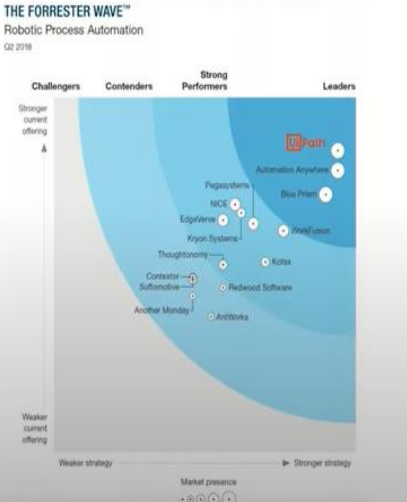 THE FORRESTER WAVE™
Robotic Process Automation
Q2 2018
Challengers
Contenders
Strong
Performers
Leaders
Stronger
current
offering
UiPath
Automation Anywhere
Blue Prism
Pegasystems
NICE
EdgeVerve
Kryon Systems
WorkFusion
Thoughtonomy
Kofax
Contextor
Softomotive
Redwood Software
Another Monday
AntWorks
Weaker
current
offering
Weaker strategy
Stronger strategy
Market presence